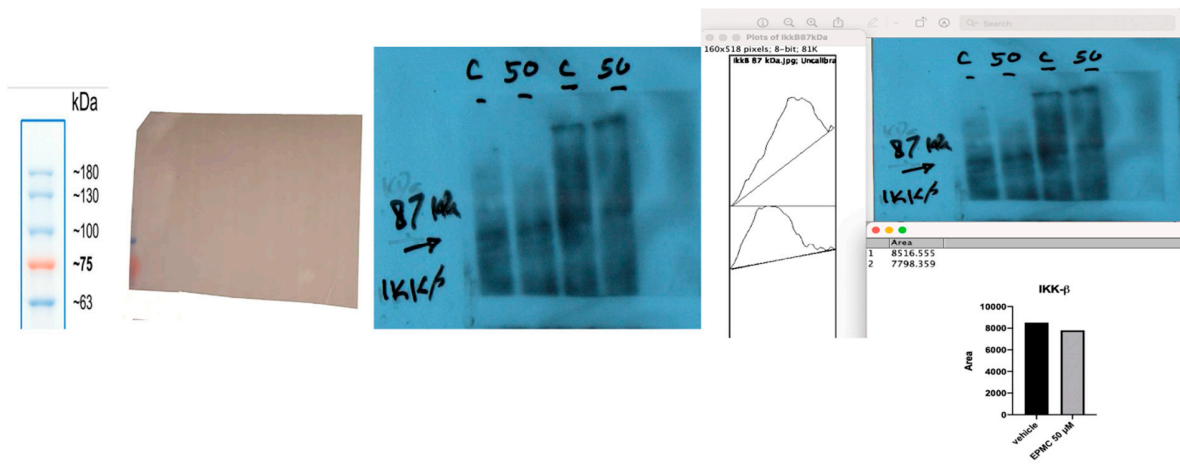 kDa
~180
~130
~100
~75
~63
C 50 C 50
87 kDa
IKKβ
Plots of IkkB87kDa
160x518 pixels; 8-bit; 81K
IkkB 87 kDa.jpg; Uncalibra
Search
C 50 C 50
87 kDa
IKKβ
Area
1 8516.555
2 7798.359
IKK-β
Area
10000
8000
6000
4000
2000
0
vehicle
EPMC 50 µM